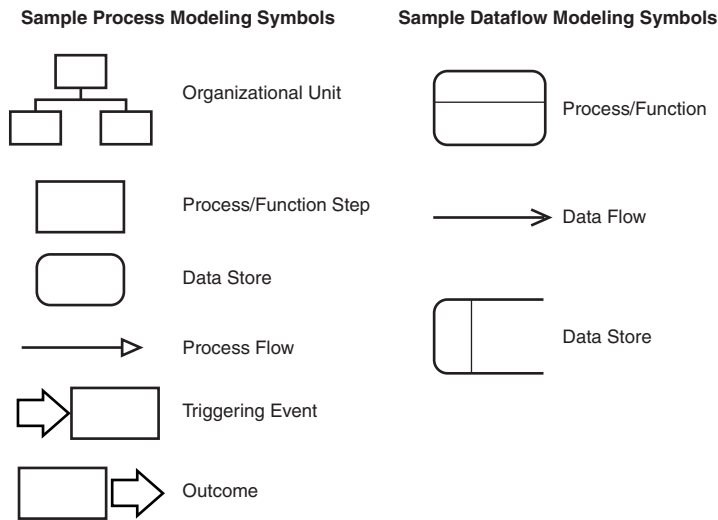 Sample Process Modeling Symbols
Organizational Unit
Process/Function Step
Data Store
Process Flow
Triggering Event
Outcome
Sample Dataflow Modeling Symbols
Process/Function
Data Flow
Data Store